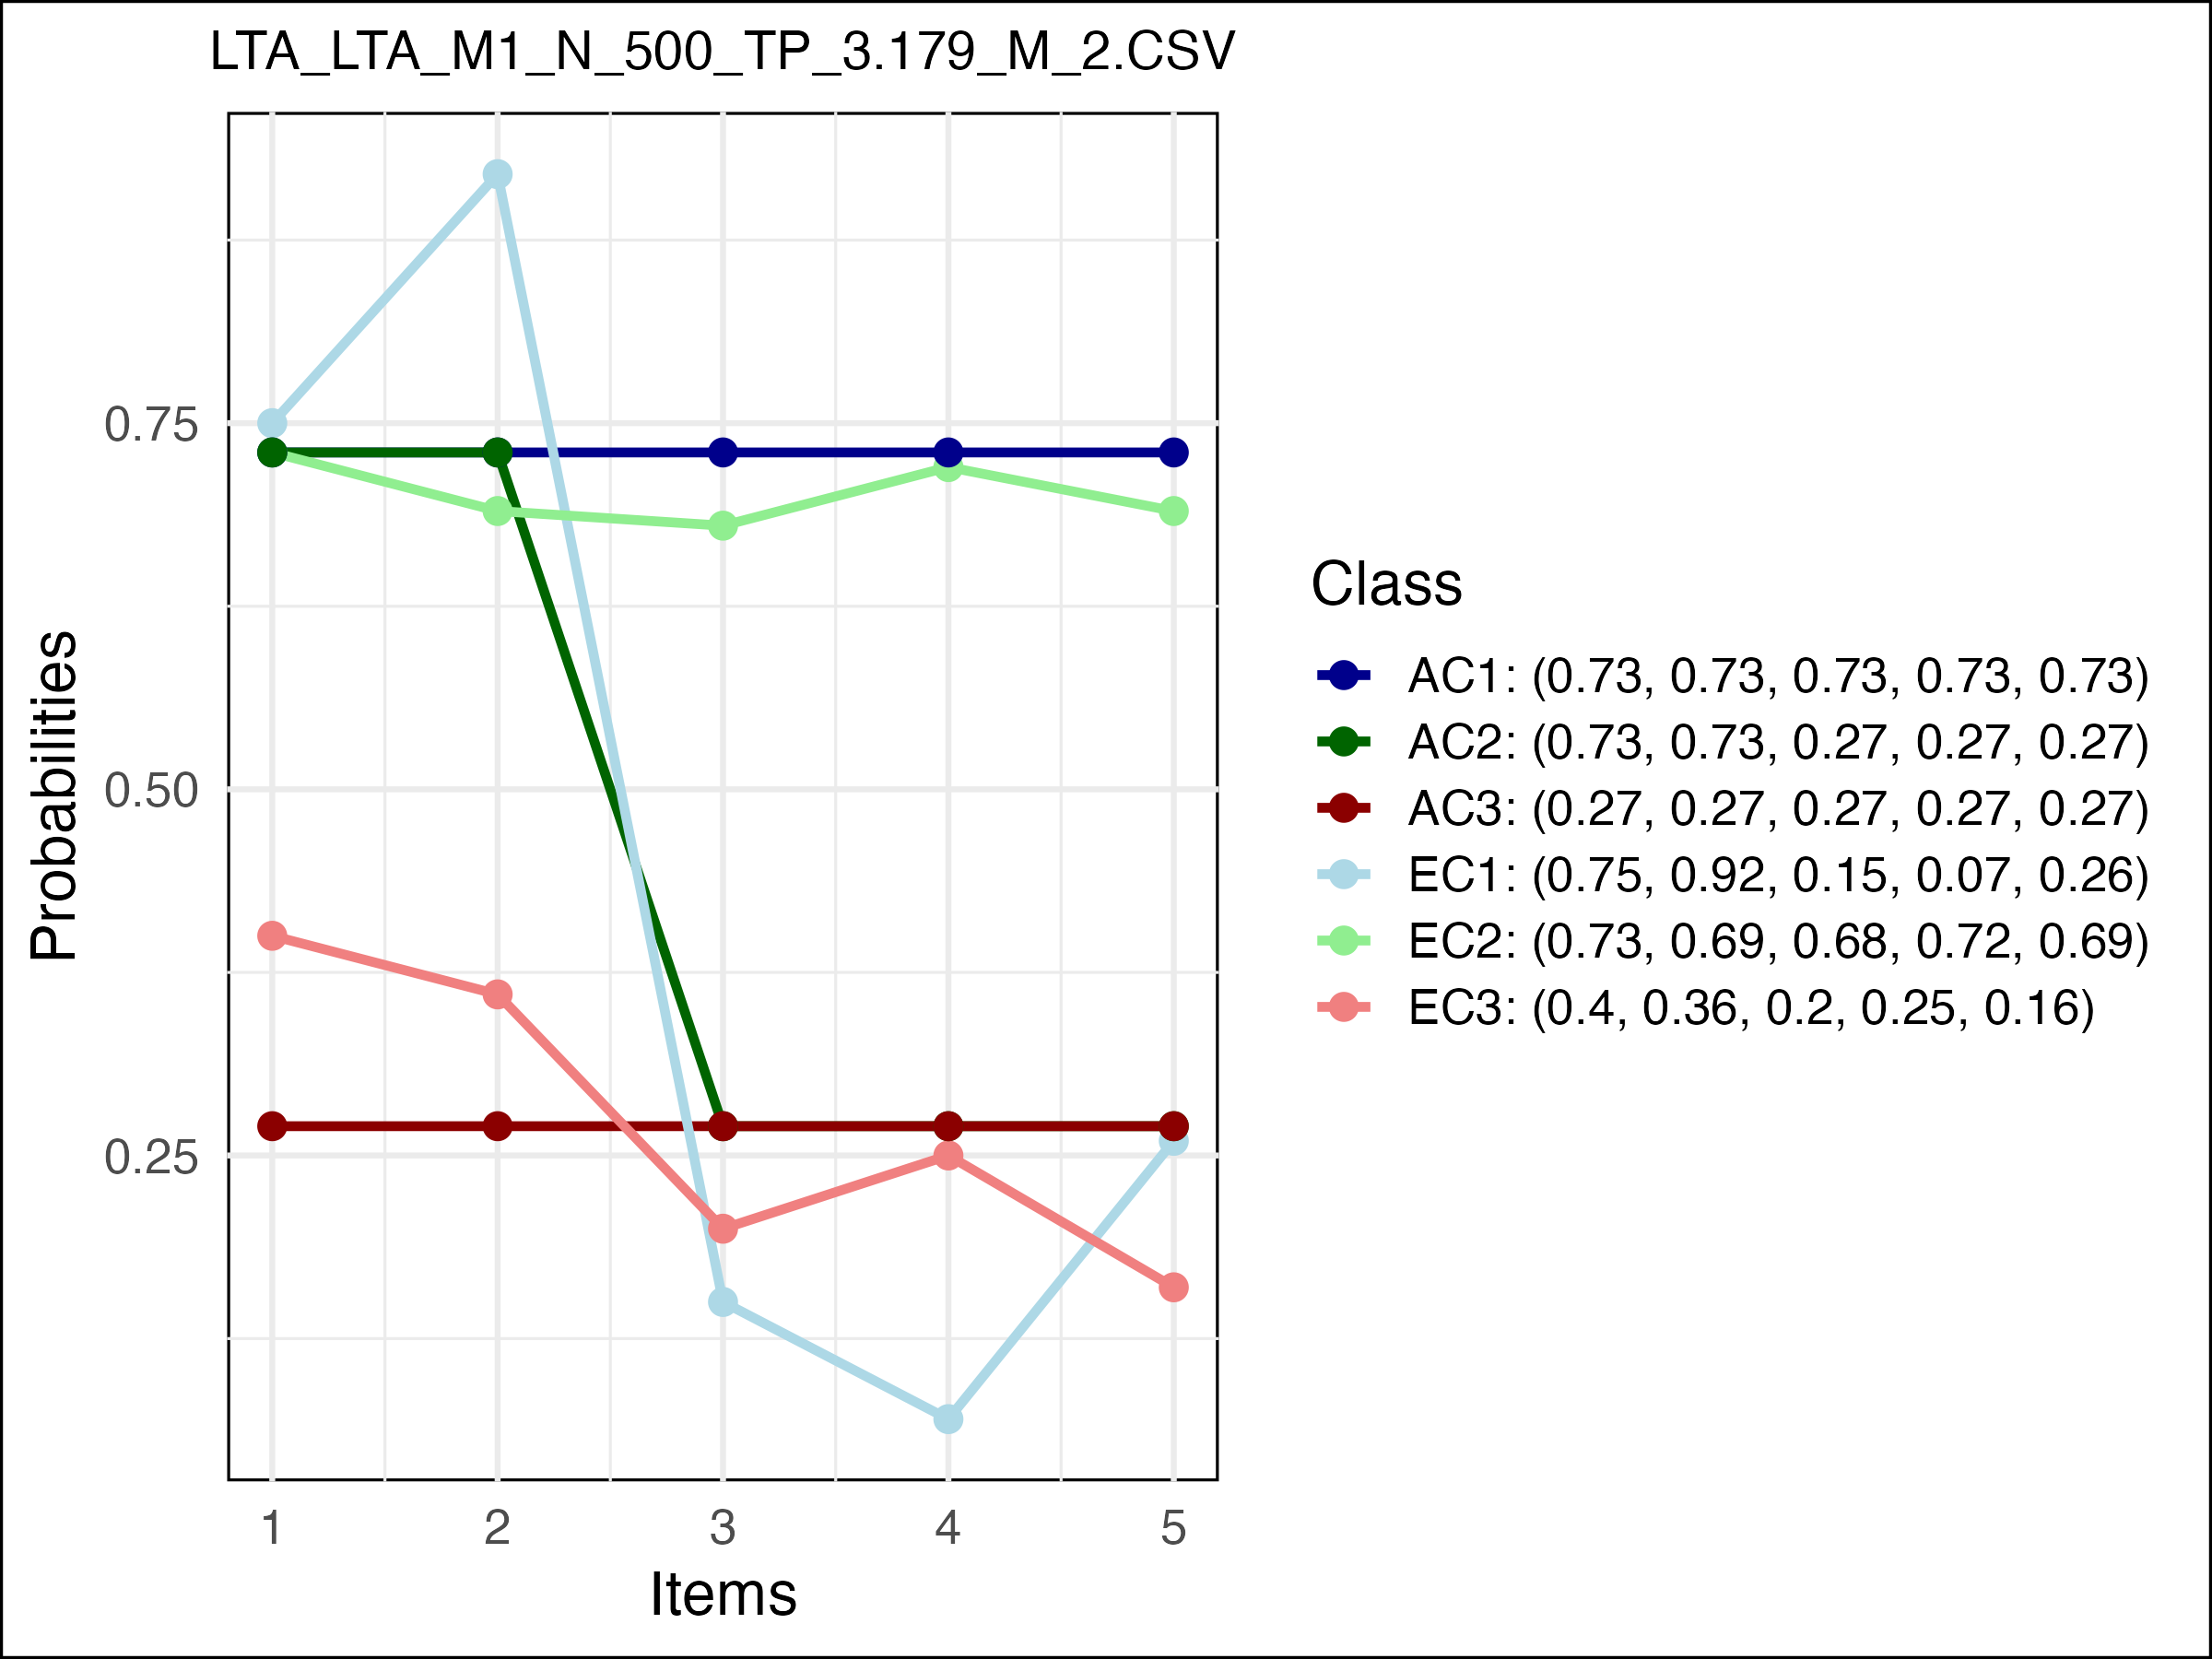 LTA_LTA_M1_N_500_TP_3.179_M_2.CSV
Probabilities
0.75
0.50
0.25
1 2 3 4 5
Items
Class
AC1: (0.73, 0.73, 0.73, 0.73, 0.73)
AC2: (0.73, 0.73, 0.27, 0.27, 0.27)
AC3: (0.27, 0.27, 0.27, 0.27, 0.27)
EC1: (0.75, 0.92, 0.15, 0.07, 0.26)
EC2: (0.73, 0.69, 0.68, 0.72, 0.69)
EC3: (0.4, 0.36, 0.2, 0.25, 0.16)